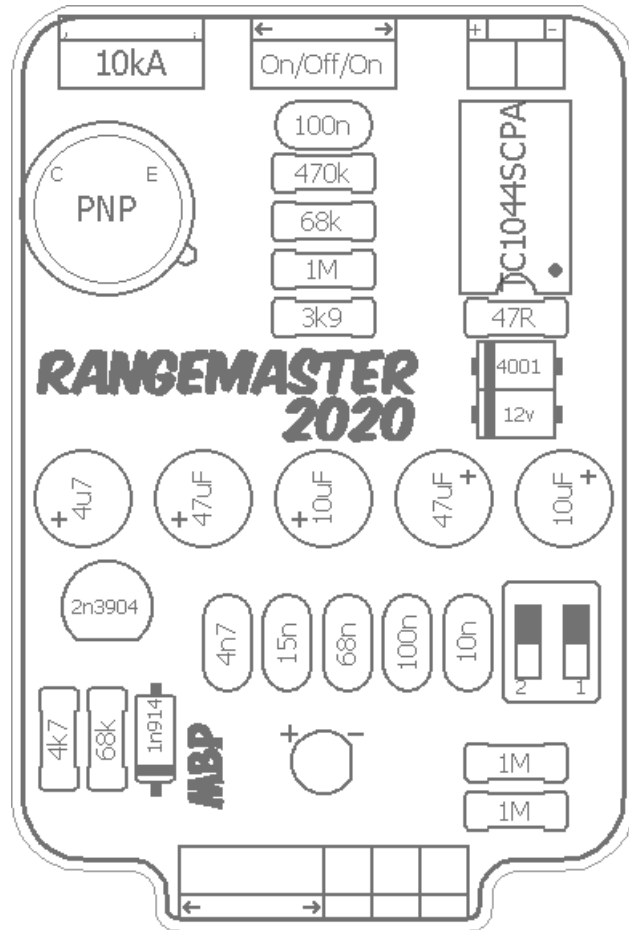 10kA
On/Off/On
+ -
100n
TC1044SCPA
C E
PNP
470k
68k
1M
3k9
47R
4001
12v
RANGEMASTER
2020
4u7
+
47uF
+
10uF
+
47uF
+
10uF
+
2n3904
4n7
15n
68n
100n
10n
2 1
4k7
68k
1n914
MBP
+ -
1M
1M